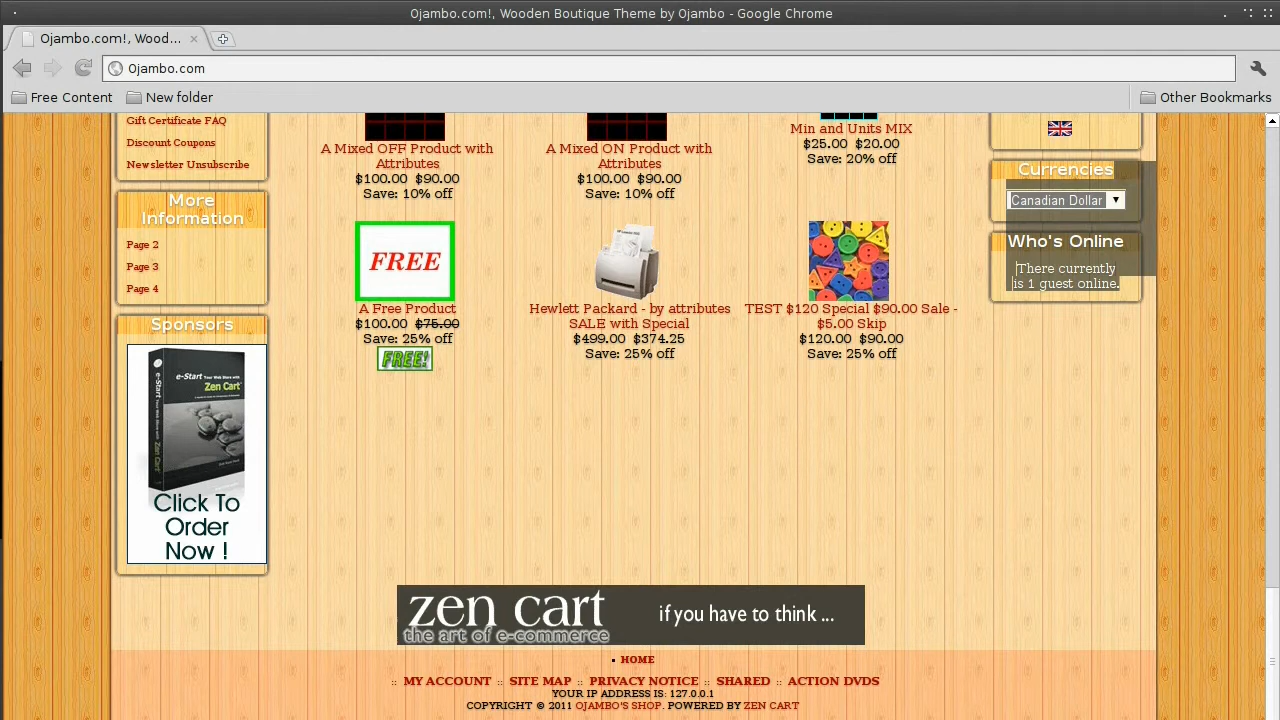 Ojambo.com!, Wooden Boutique Theme by Ojambo - Google Chrome
Ojambo.com!, Wood...
Ojambo.com
Free Content
New folder
Other Bookmarks
Gift Certificate FAQ
Discount Coupons
Newsletter Unsubscribe
More
Information
Page 2
Page 3
Page 4
Sponsors
e-Start Your Web Store with
Zen Cart
Click To
Order
Now !
A Mixed OFF Product with
Attributes
$100.00 $90.00
Save: 10% off
A Mixed ON Product with
Attributes
$100.00 $90.00
Save: 10% off
Min and Units MIX
$25.00 $20.00
Save: 20% off
FREE
A Free Product
$100.00 $75.00
Save: 25% off
FREE!
Hewlett Packard - by attributes
SALE with Special
$499.00 $374.25
Save: 25% off
TEST $120 Special $90.00 Sale -
$5.00 Skip
$120.00 $90.00
Save: 25% off
Currencies
Canadian Dollar
Who's Online
There currently
is 1 guest online.
zen cart
the art of e-commerce
if you have to think ...
HOME
:: MY ACCOUNT :: SITE MAP :: PRIVACY NOTICE :: SHARED :: ACTION DVDS
YOUR IP ADDRESS IS: 127.0.0.1
COPYRIGHT © 2011 OJAMBO'S SHOP. POWERED BY ZEN CART